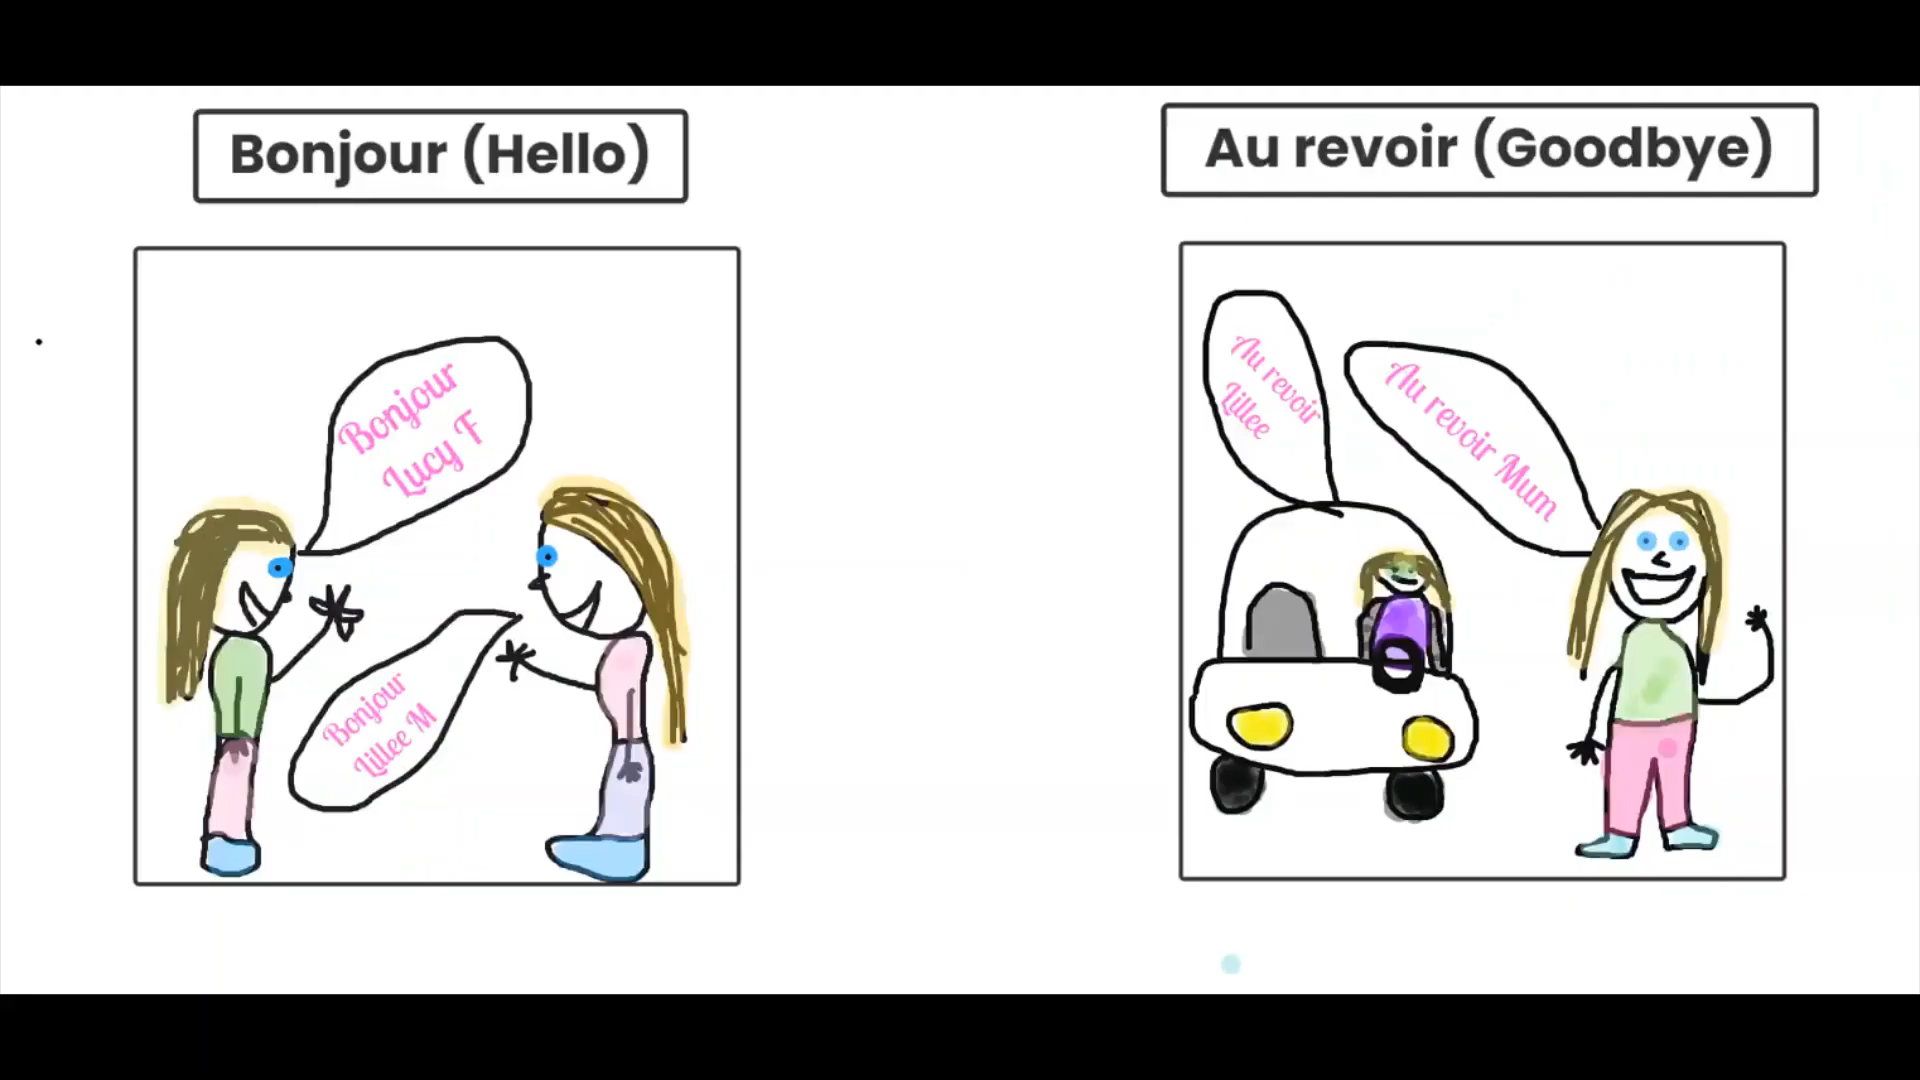 Bonjour (Hello)
Bonjour
Lucy F
Bonjour
Lillee M
Au revoir (Goodbye)
Au revoir
Lillee
Au revoir Mum